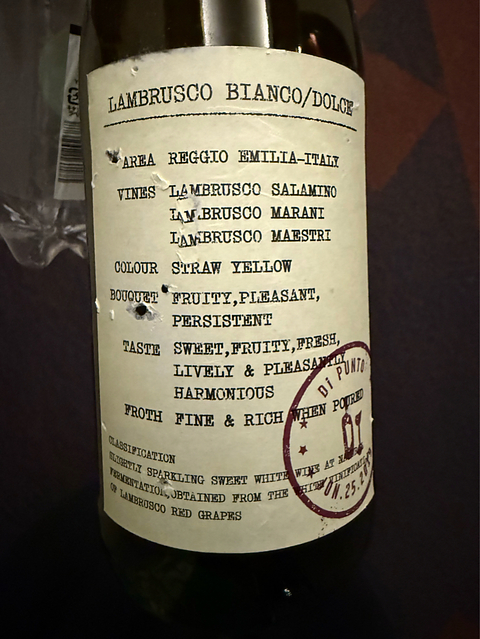 LAMBRUSCO BIANCO/DOLCE
AREA REGGIO EMILIA-ITALY
VINES LAMBRUSCO SALAMINO
LAMBRUSCO MARANI
LAMBRUSCO MAESTRI
COLOUR STRAW YELLOW
BOUQUET FRUITY,PLEASANT,
PERSISTENT
TASTE SWEET,FRUITY,FRESH,
LIVELY & PLEASANTLY
HARMONIOUS
FROTH FINE & RICH WHEN POURED
CLASSIFICATION
SLIGHTLY SPARKLING SWEET WHITE WINE AT
FERMENTATION,OBTAINED FROM THE WHITE
OF LAMBRUSCO RED GRAPES
Di PUNTO